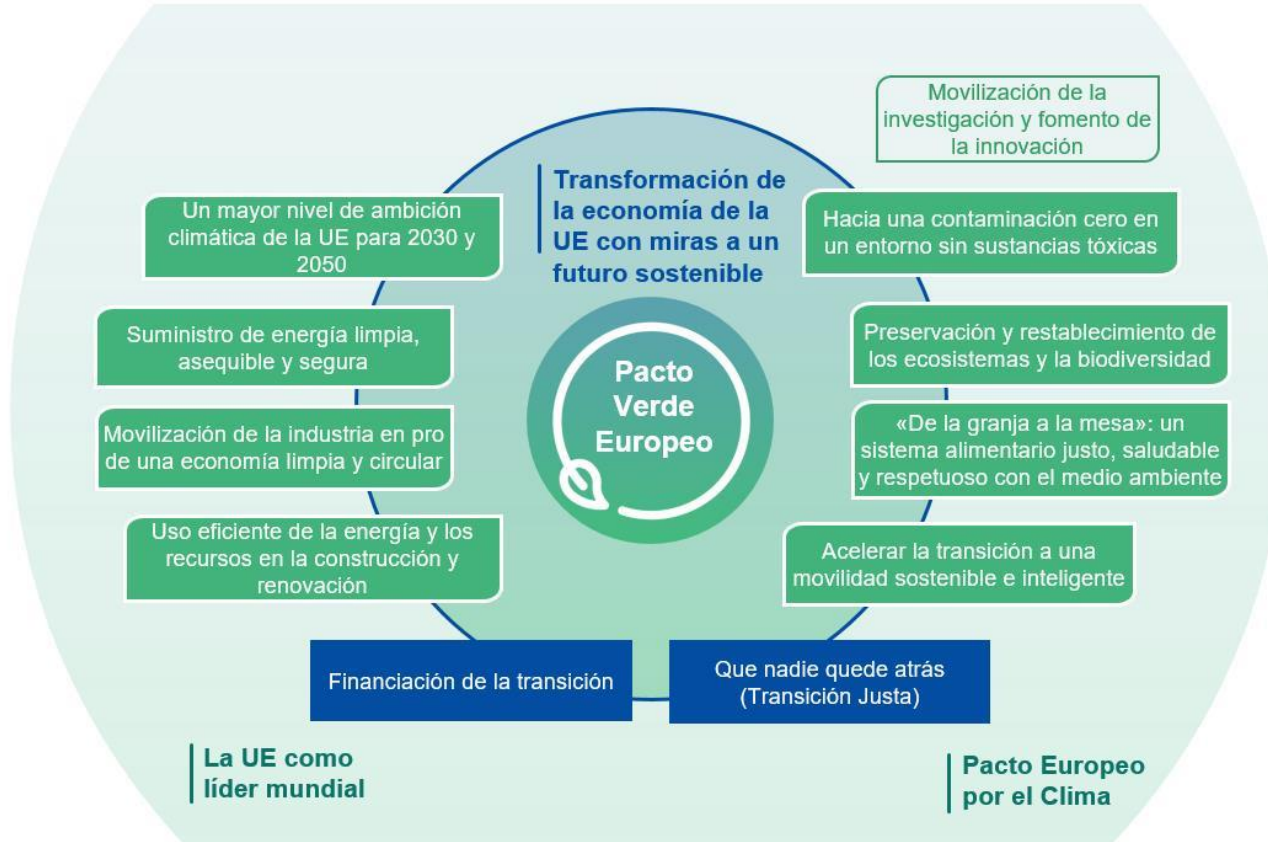 Movilización de la
investigación y fomento de
la innovación
Transformación de
la economía de la
UE con miras a un
futuro sostenible
Un mayor nivel de ambición
climática de la UE para 2030 y
2050
Hacia una contaminación cero en
un entorno sin sustancias tóxicas
Suministro de energía limpia,
asequible y segura
Preservación y restablecimiento de
los ecosistemas y la biodiversidad
Pacto
Verde
Europeo
Movilización de la industria en pro
de una economía limpia y circular
«De la granja a la mesa»: un
sistema alimentario justo, saludable
y respetuoso con el medio ambiente
Uso eficiente de la energía y los
recursos en la construcción y
renovación
Acelerar la transición a una
movilidad sostenible e inteligente
Financiación de la transición
Que nadie quede atrás
(Transición Justa)
La UE como
líder mundial
Pacto Europeo
por el Clima